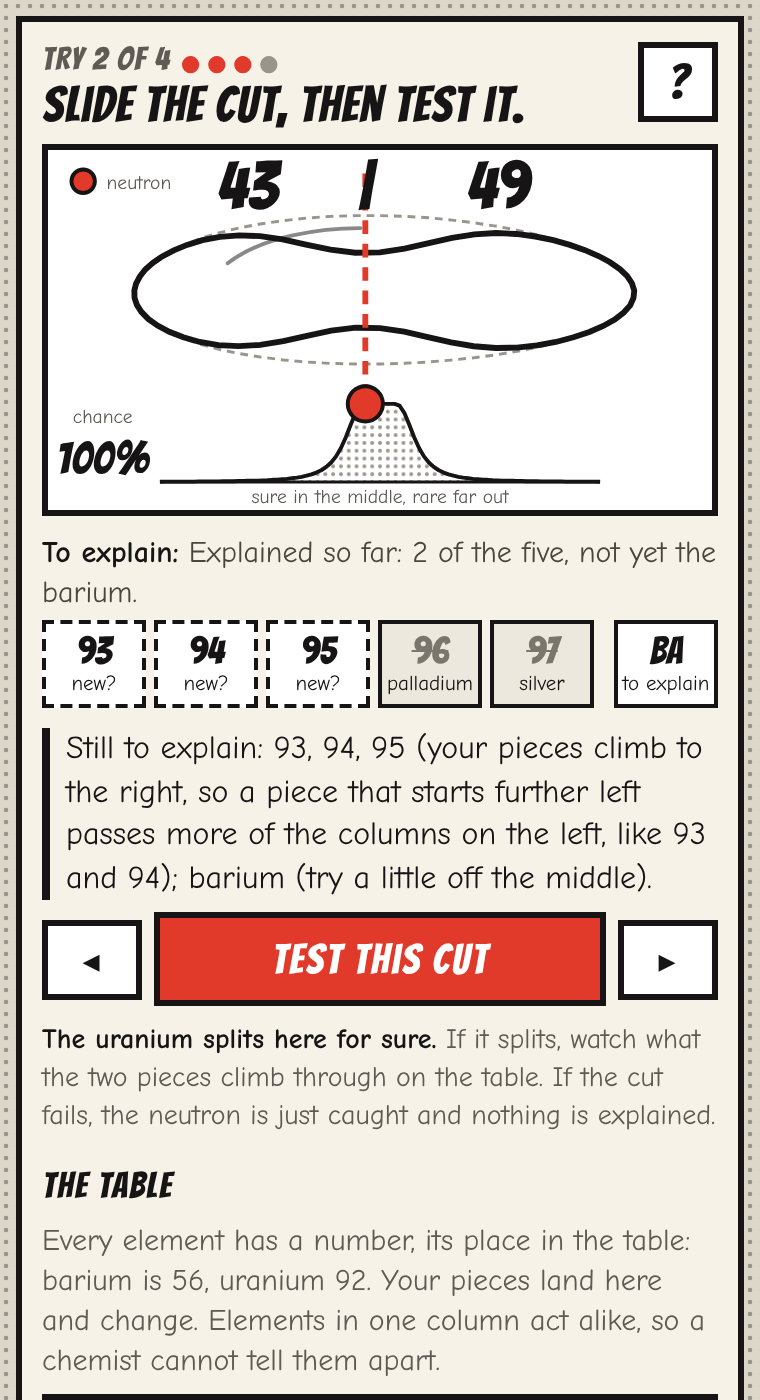 TRY 2 OF 4
SLIDE THE CUT, THEN TEST IT.
?
neutron
43 / 49
chance
100%
sure in the middle, rare far out
To explain: Explained so far: 2 of the five, not yet the
barium.
93 94 95 96 97 BA
new? new? new? palladium silver to explain
Still to explain: 93, 94, 95 (your pieces climb to
the right, so a piece that starts further left
passes more of the columns on the left, like 93
and 94); barium (try a little off the middle).
◄ TEST THIS CUT ►
The uranium splits here for sure. If it splits, watch what
the two pieces climb through on the table. If the cut
fails, the neutron is just caught and nothing is explained.
THE TABLE
Every element has a number, its place in the table:
barium is 56, uranium 92. Your pieces land here
and change. Elements in one column act alike, so a
chemist cannot tell them apart.